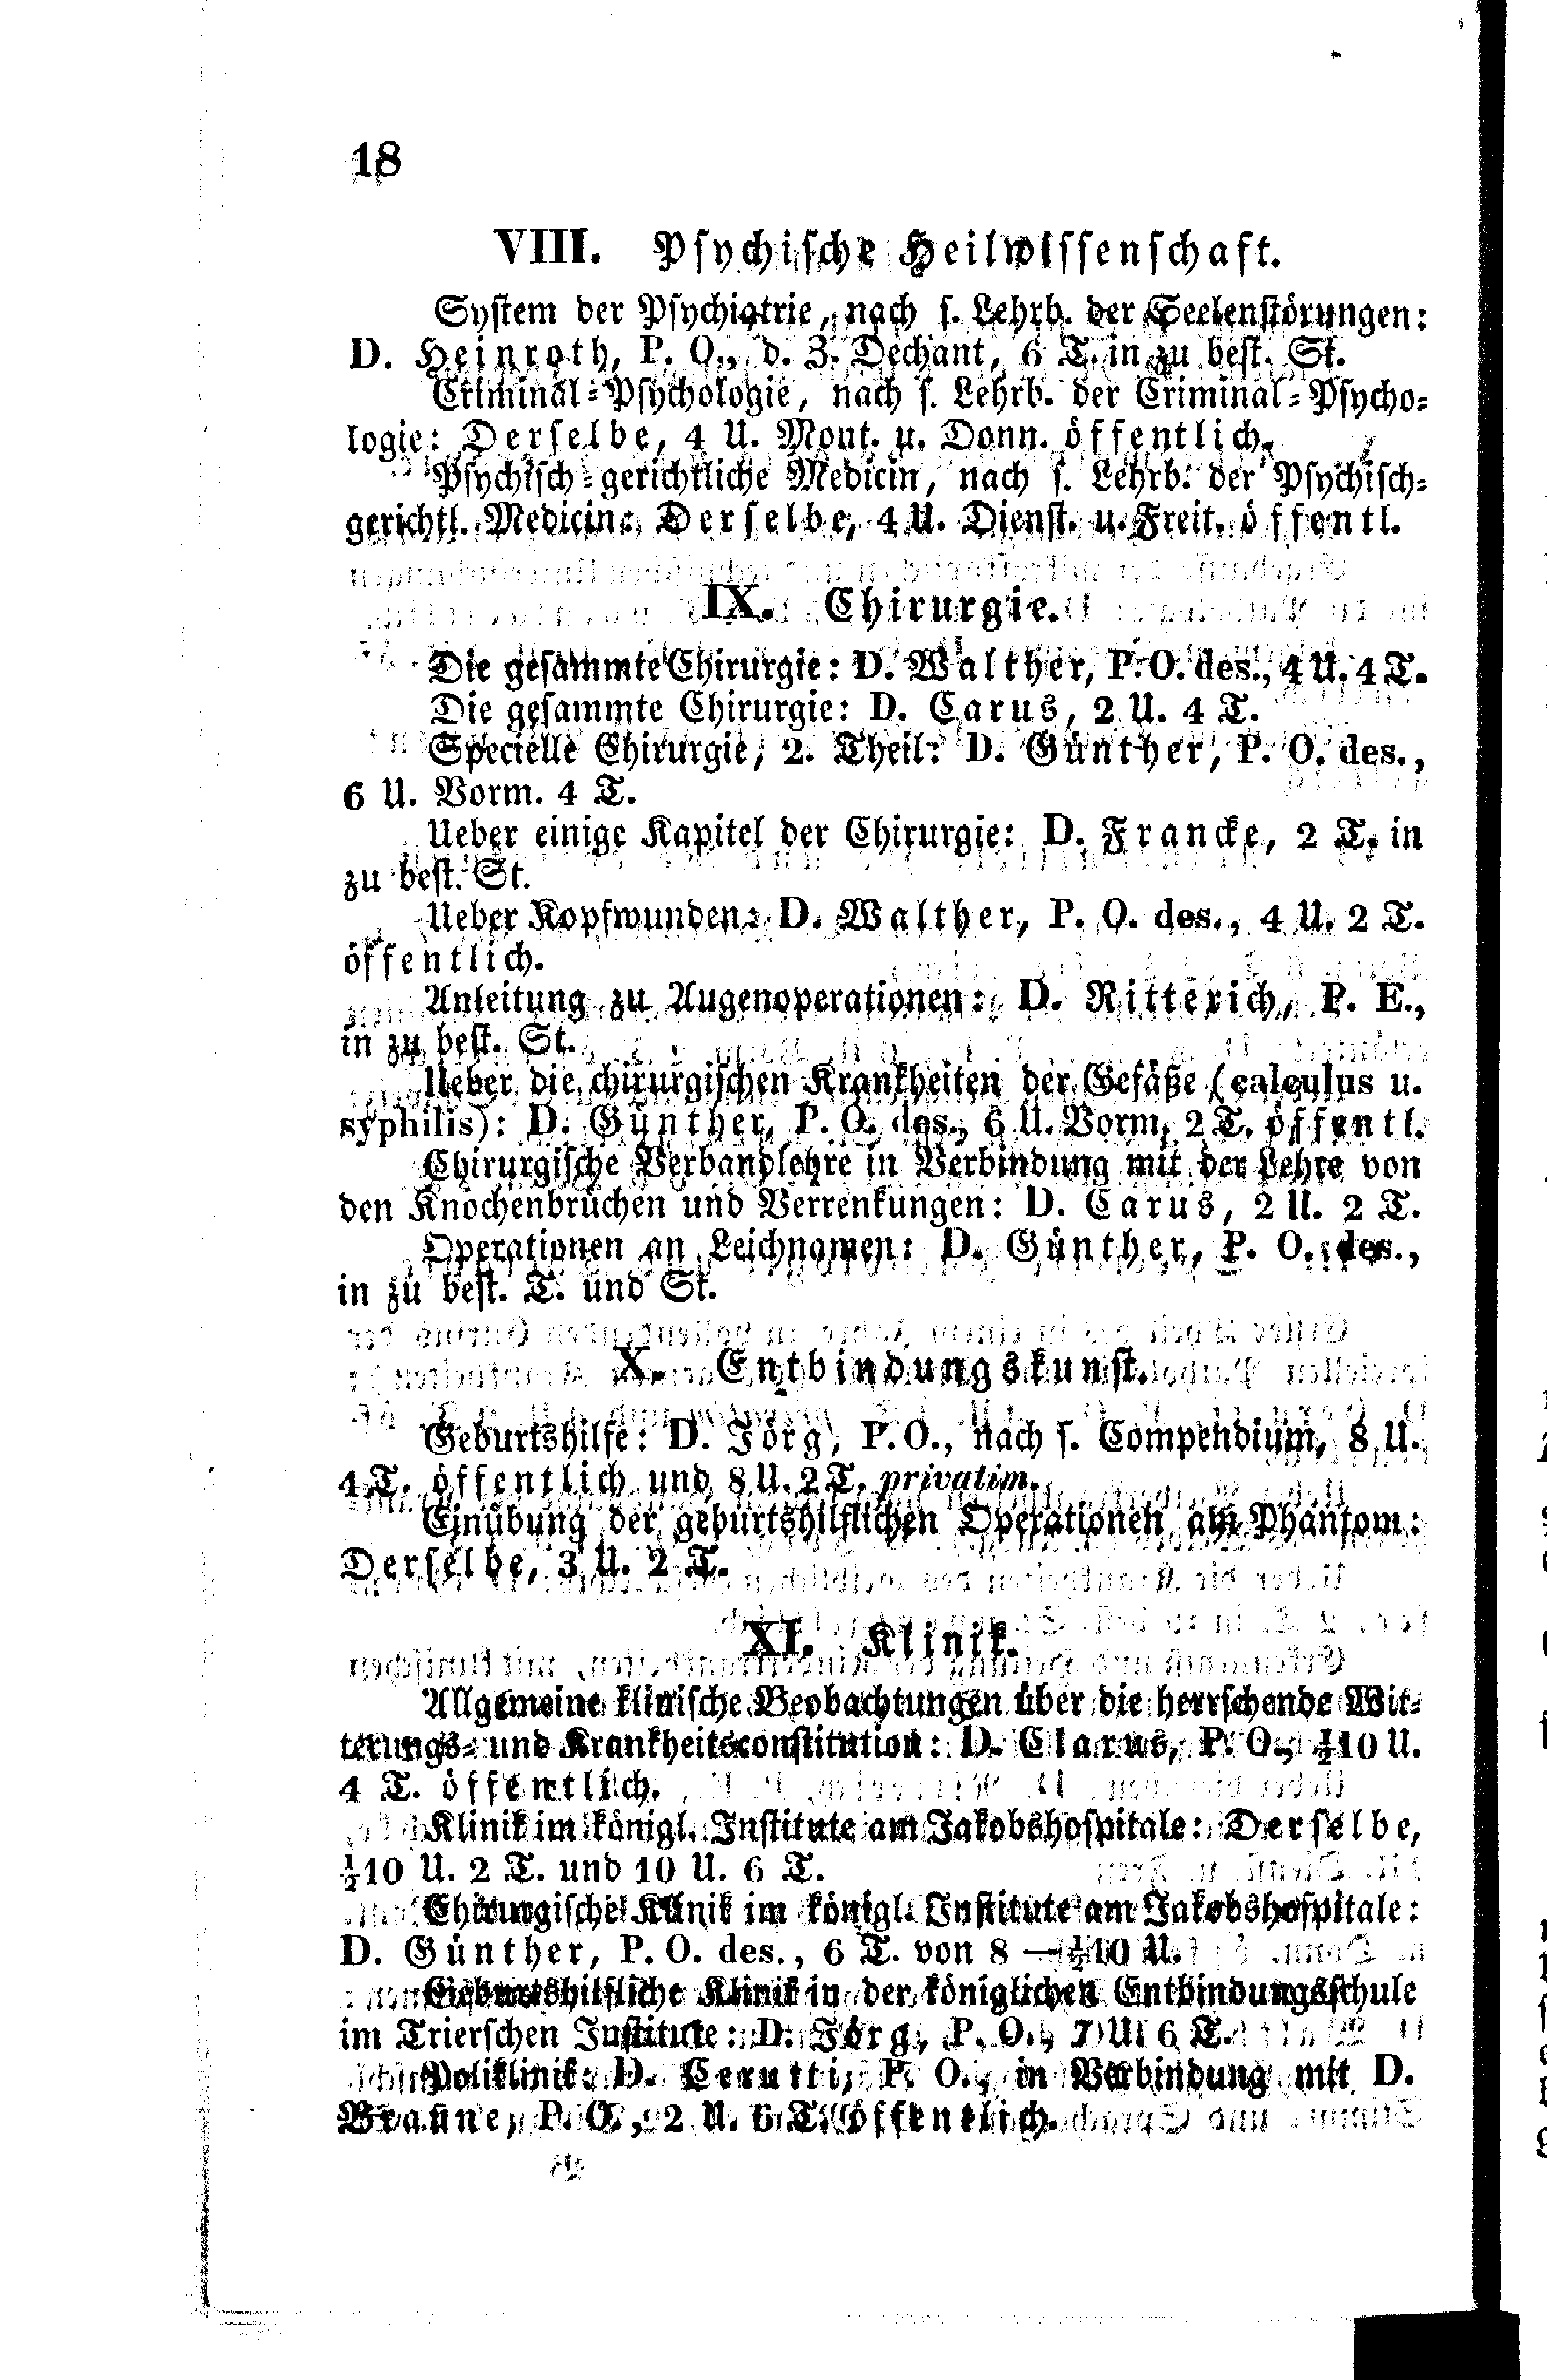 18
VIII. Psychische Heilwissenschaft.
System der Psychiatrie, nach s. Lehrb. der Seelenstörungen:
D. Heinroth, P. O., d. Z. Dechant, 6 T. in zu best. St.
Criminal-Psychologie, nach s. Lehrb. der Criminal-Psycho-
logie: Derselbe, 4 U. Mont. u. Donn. öffentlich.
Psychisch-gerichtliche Medicin, nach s. Lehrb. der Psychisch-
gerichtl. Medicin: Derselbe, 4 U. Dienst. u. Freit. öffentl.
IX. Chirurgie.
Die gesammte Chirurgie: D. Walther, P. O. des., 4 U. 4 T.
Die gesammte Chirurgie: D. Carus, 2 U. 4 T.
Specielle Chirurgie, 2. Theil: D. Günther, P. O. des.,
6 U. Vorm. 4 T.
Ueber einige Kapitel der Chirurgie: D. Francke, 2 T. in
zu best. St.
Ueber Kopfwunden: D. Walther, P. O. des., 4 U. 2 T.
öffentlich.
Anleitung zu Augenoperationen: D. Ritterich, P. E.,
in zu best. St.
Ueber die chirurgischen Krankheiten der Gefäße (calculus u.
syphilis): D. Günther, P. O. des., 6 U. Vorm. 2 T. öffentl.
Chirurgische Verbandlehre in Verbindung mit der Lehre von
den Knochenbrüchen und Verrenkungen: D. Carus, 2 U. 2 T.
Operationen an Leichnamen: D. Günther, P. O. des.,
in zu best. T. und St.
X. Entbindungskunst.
Geburtshilfe: D. Jörg, P. O., nach s. Compendium, 8 U.
4 T. öffentlich und 8 U. 2 T. privatim.
Einübung der geburtshilflichen Operationen am Phantom:
Derselbe, 3 U. 2 T.
XI. Klinik.
Allgemeine klinische Beobachtungen über die herrschende Wit-
terungs- und Krankheitsconstitution: D. Clarus, P. O., ½10 U.
4 T. öffentlich.
Klinik im königl. Institute am Jakobshospitale: Derselbe,
½10 U. 2 T. und 10 U. 6 T.
Chirurgische Klinik im königl. Institute am Jakobshospitale:
D. Günther, P. O. des., 6 T. von 8 — ½10 U.
Geburtshilfliche Klinik in der königlichen Entbindungsschule
im Trierschen Institute: D. Jörg, P. O., 7 U. 6 T.
Poliklinik: D. Cerutti, P. O., in Verbindung mit D.
Braune, P. O., 2 U. 6 T. öffentlich.